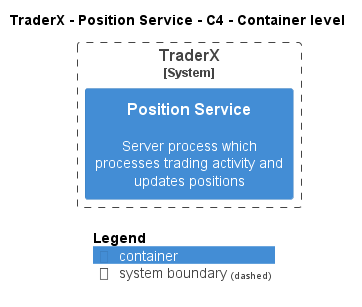 TraderX - Position Service - C4 - Container level
TraderX
[System]
Position Service
Server process which
processes trading activity and
updates positions
Legend
container
system boundary (dashed)